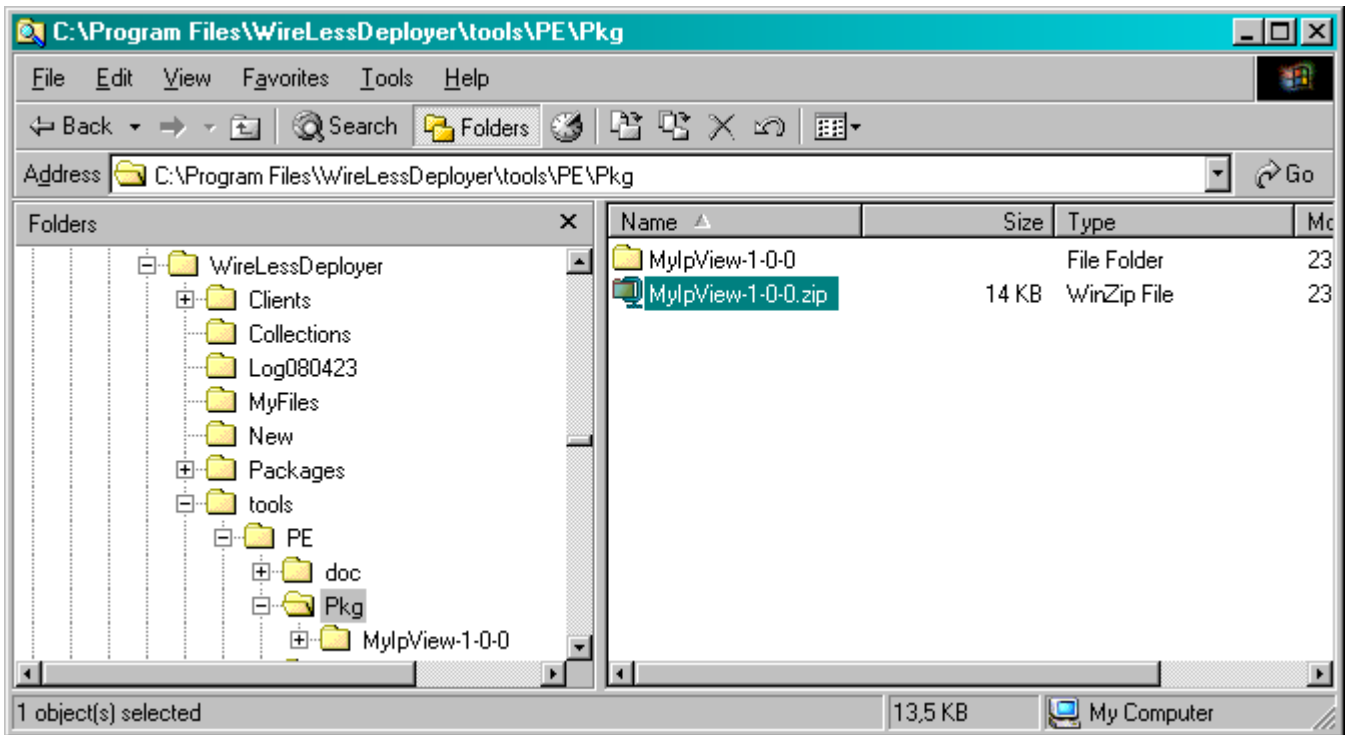 C:\Program Files\WireLessDeployer\tools\PE\Pkg
File Edit View Favorites Tools Help
Back Search Folders
Address C:\Program Files\WireLessDeployer\tools\PE\Pkg Go
Folders
WireLessDeployer
Clients
Collections
Log080423
MyFiles
New
Packages
tools
PE
doc
Pkg
MyIpView-1-0-0
Name Size Type Mo
MyIpView-1-0-0 File Folder 23
MyIpView-1-0-0.zip 14 KB WinZip File 23
1 object(s) selected 13,5 KB My Computer